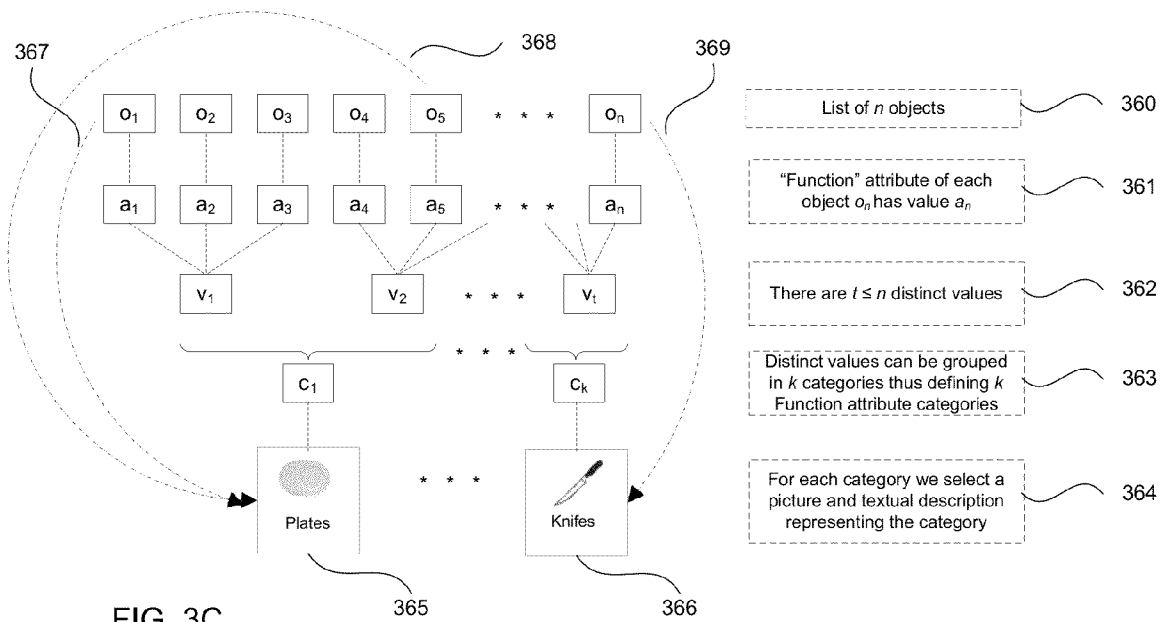 367
368
369
o1 o2 o3 o4 o5 * * * on
List of n objects
360
a1 a2 a3 a4 a5 * * * an
“Function” attribute of each
object on has value an
361
v1 v2 * * * vt
There are t ≤ n distinct values
362
* * *
c1 ck
Distinct values can be grouped
in k categories thus defining k
Function attribute categories
363
* * *
Plates
Knifes
For each category we select a
picture and textual description
representing the category
364
365
366
FIG. 3C